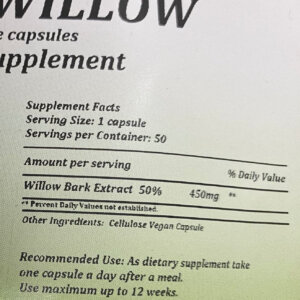 WILLOW
e capsules
upplement
Supplement Facts
Serving Size: 1 capsule
Servings per Container: 50
Amount per serving % Daily Value
Willow Bark Extract 50% 450mg **
** Percent Daily Values not established.
Other Ingredients: Cellulose Vegan Capsule
Recommended Use: As dietary supplement take
one capsule a day after a meal.
Use maximum up to 12 weeks.